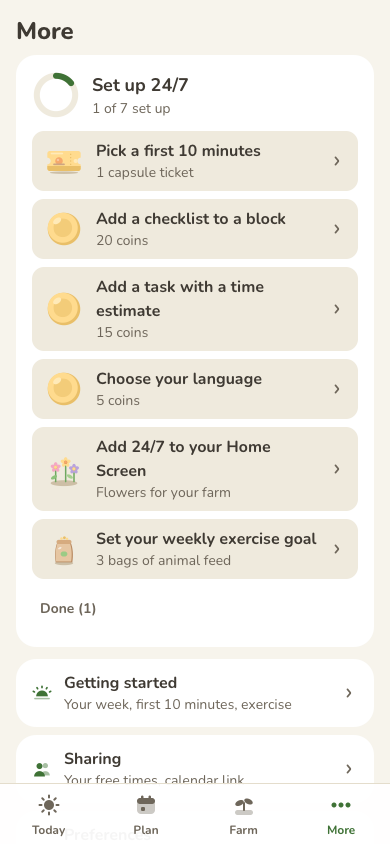 More
Set up 24/7
1 of 7 set up
Pick a first 10 minutes
1 capsule ticket
Add a checklist to a block
20 coins
Add a task with a time
estimate
15 coins
Choose your language
5 coins
Add 24/7 to your Home
Screen
Flowers for your farm
Set your weekly exercise goal
3 bags of animal feed
Done (1)
Getting started
Your week, first 10 minutes, exercise
Sharing
Your free times, calendar link
Preferences
Today
Plan
Farm
More